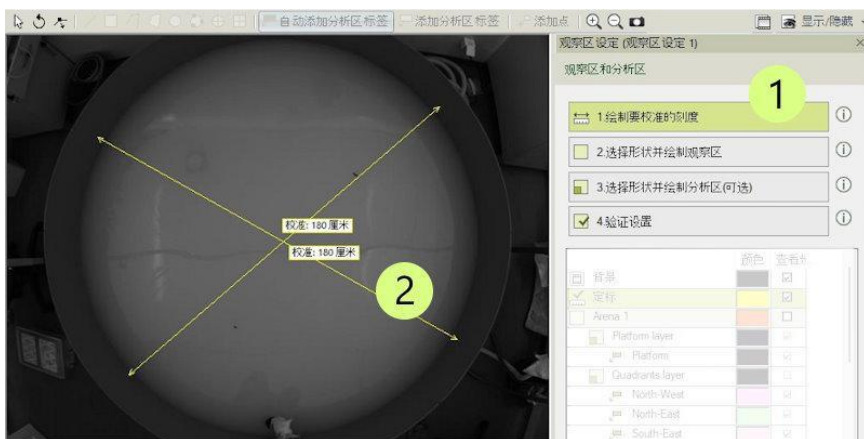 自动添加分析区标签 添加分析区标签 添加点 显示/隐藏
观察区设定 (观察区设定 1)
观察区和分析区
1
1.绘制要校准的刻度
2.选择形状并绘制观察区
3.选择形状并绘制分析区(可选)
4.验证设置
校准: 180 厘米
校准: 180 厘米
2
颜色 查看
背景
定标
Arena 1
Platform layer
Platform
Quadrants layer
North-West
North-East
South-East